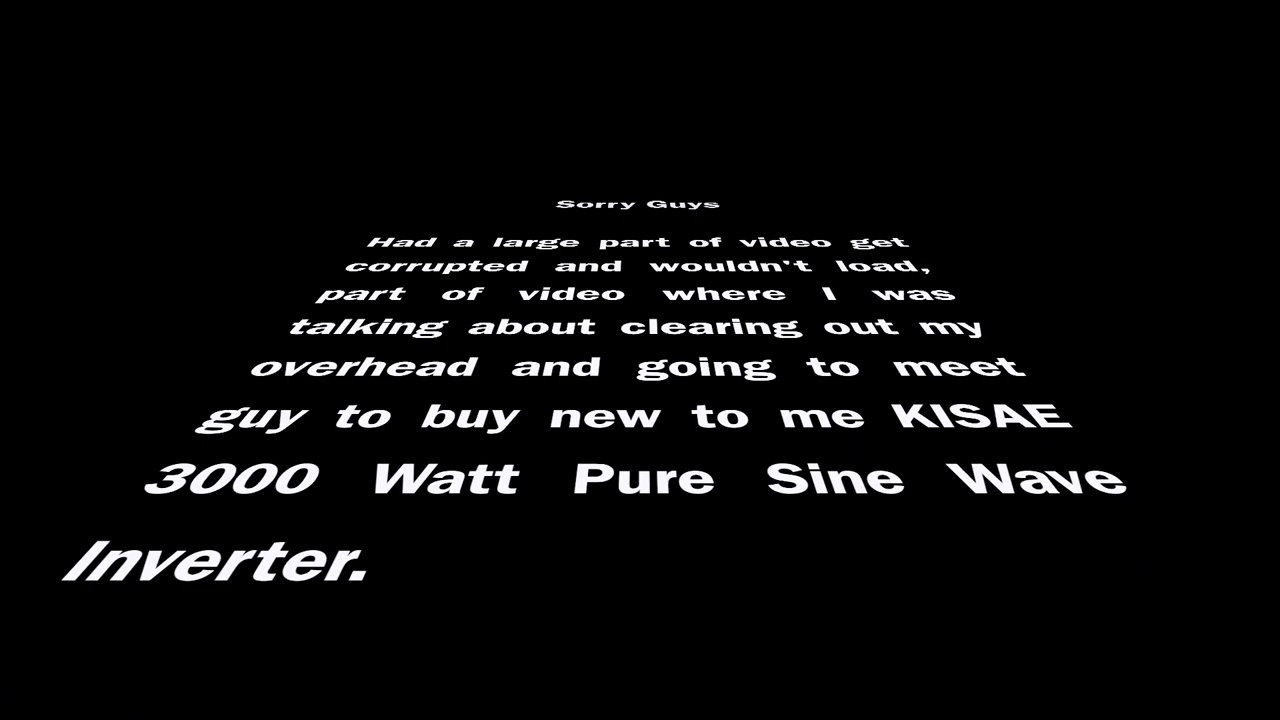 Sorry Guys
Had a large part of video get
corrupted and wouldn't load,
part of video where I was
talking about clearing out my
overhead and going to meet
guy to buy new to me KISAE
3000 Watt Pure Sine Wave
Inverter.